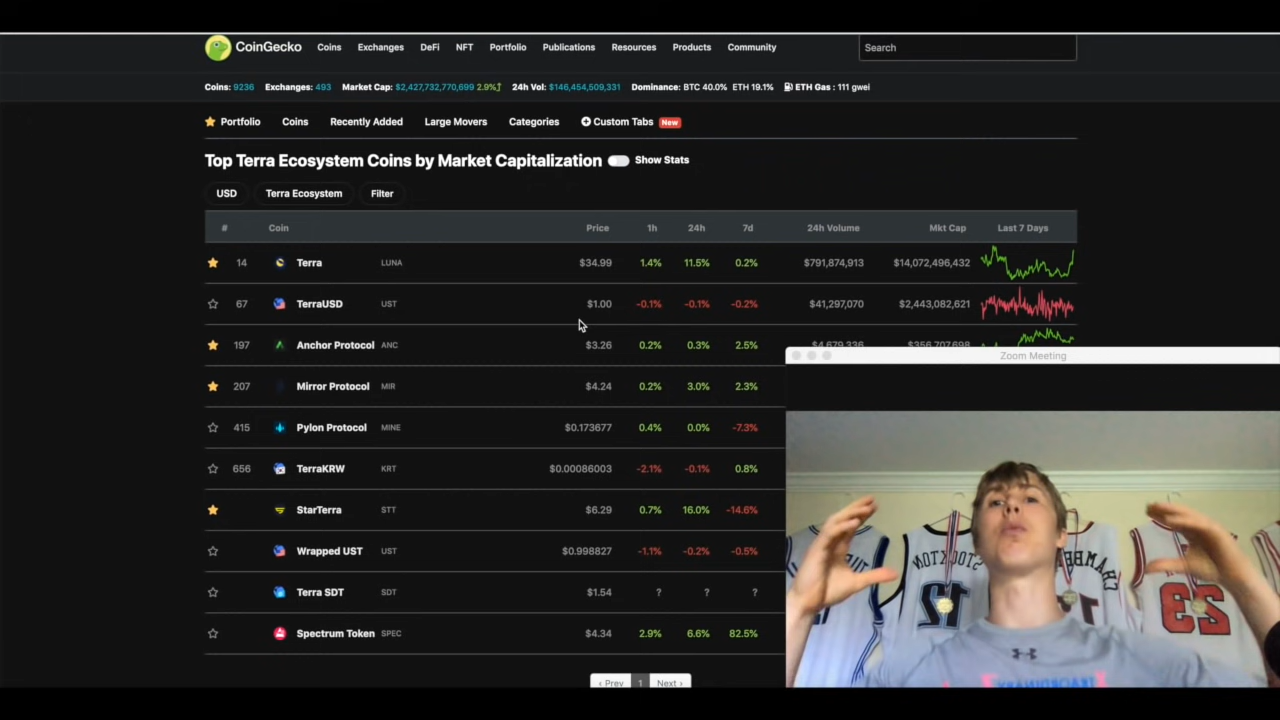 CoinGecko Coins Exchanges DeFi NFT Portfolio Publications Resources Products Community Search
Coins: 9236 Exchanges: 493 Market Cap: $2,427,732,770,699 2.9% 24h Vol: $146,454,509,331 Dominance: BTC 40.0% ETH 19.1% ETH Gas : 111 gwei
Portfolio Coins Recently Added Large Movers Categories Custom Tabs New
Top Terra Ecosystem Coins by Market Capitalization Show Stats
USD Terra Ecosystem Filter
# Coin Price 1h 24h 7d 24h Volume Mkt Cap Last 7 Days
14 Terra LUNA $34.99 1.4% 11.5% 0.2% $791,874,913 $14,072,496,432
67 TerraUSD UST $1.00 -0.1% -0.1% -0.2% $41,297,070 $2,443,082,621
197 Anchor Protocol ANC $3.26 0.2% 0.3% 2.5% $4,679,336 $356,707,698
Zoom Meeting
207 Mirror Protocol MIR $4.24 0.2% 3.0% 2.3%
415 Pylon Protocol MINE $0.173677 0.4% 0.0% -7.3%
656 TerraKRW KRT $0.00086003 -2.1% -0.1% 0.8%
StarTerra STT $6.29 0.7% 16.0% -14.6%
Wrapped UST UST $0.998827 -1.1% -0.2% -0.5%
Terra SDT SDT $1.54 ? ? ?
Spectrum Token SPEC $4.34 2.9% 6.6% 82.5%
‹ Prev 1 Next ›
STOCKTON
12
23